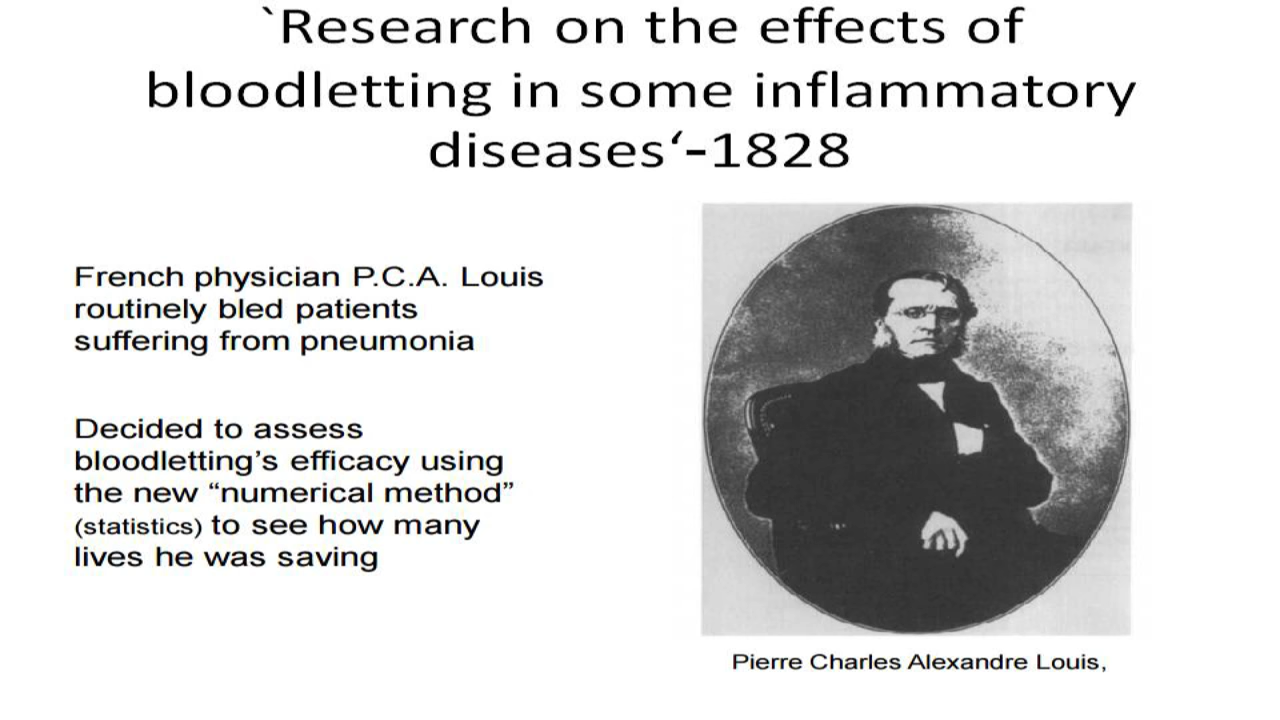 `Research on the effects of
bloodletting in some inflammatory
diseases‘-1828
French physician P.C.A. Louis
routinely bled patients
suffering from pneumonia
Decided to assess
bloodletting’s efficacy using
the new “numerical method”
(statistics) to see how many
lives he was saving
Pierre Charles Alexandre Louis,